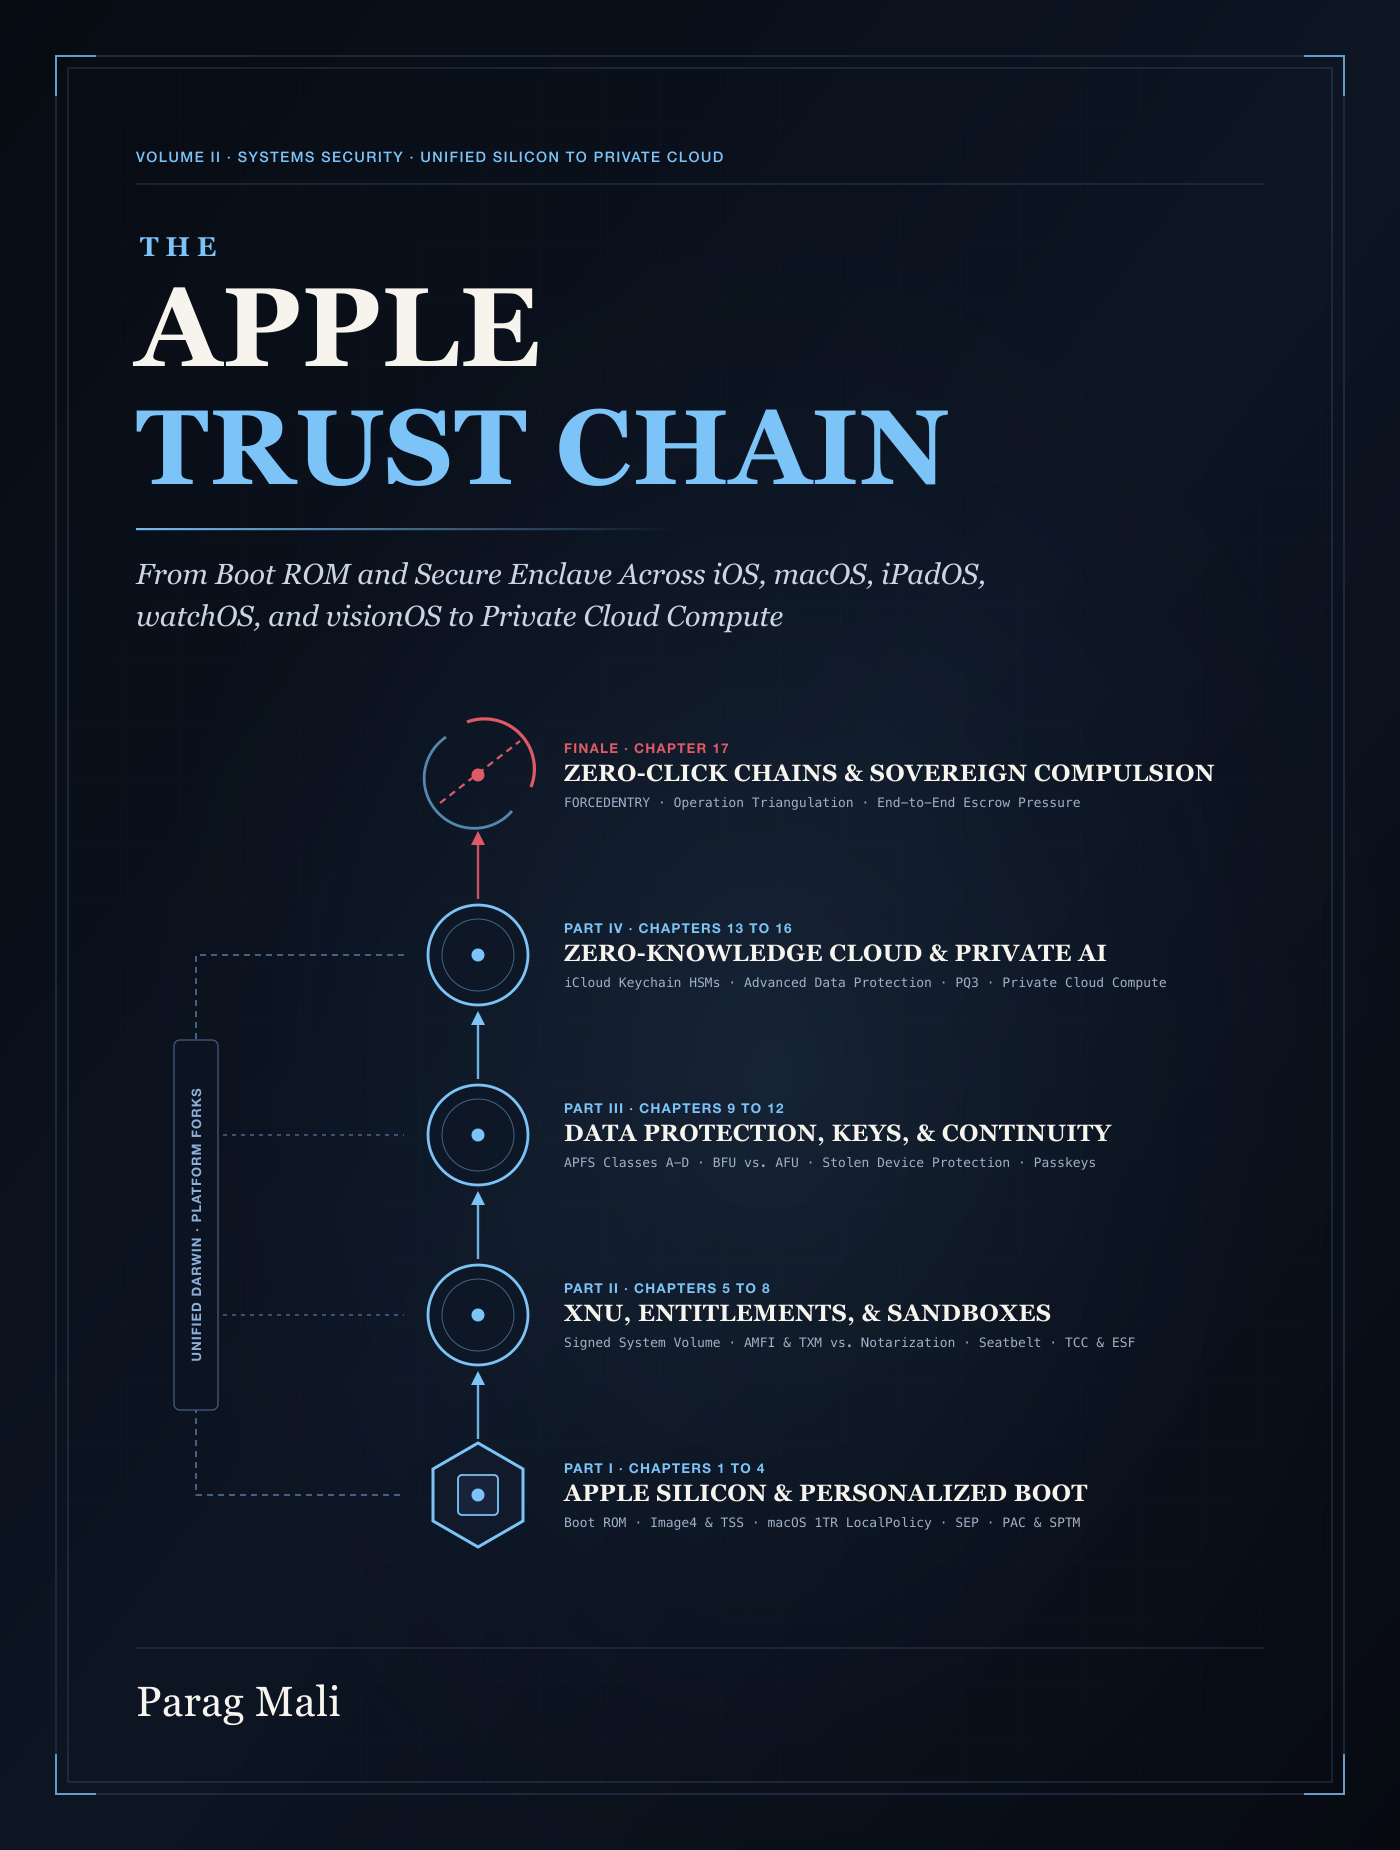 VOLUME II · SYSTEMS SECURITY · UNIFIED SILICON TO PRIVATE CLOUD
THE
APPLE
TRUST CHAIN
From Boot ROM and Secure Enclave Across iOS, macOS, iPadOS,
watchOS, and visionOS to Private Cloud Compute
FINALE · CHAPTER 17
ZERO-CLICK CHAINS & SOVEREIGN COMPULSION
FORCEDENTRY · Operation Triangulation · End-to-End Escrow Pressure
PART IV · CHAPTERS 13 TO 16
ZERO-KNOWLEDGE CLOUD & PRIVATE AI
iCloud Keychain HSMs · Advanced Data Protection · PQ3 · Private Cloud Compute
PART III · CHAPTERS 9 TO 12
DATA PROTECTION, KEYS, & CONTINUITY
APFS Classes A–D · BFU vs. AFU · Stolen Device Protection · Passkeys
PART II · CHAPTERS 5 TO 8
XNU, ENTITLEMENTS, & SANDBOXES
Signed System Volume · AMFI & TXM vs. Notarization · Seatbelt · TCC & ESF
PART I · CHAPTERS 1 TO 4
APPLE SILICON & PERSONALIZED BOOT
Boot ROM · Image4 & TSS · macOS 1TR LocalPolicy · SEP · PAC & SPTM
UNIFIED DARWIN · PLATFORM FORKS
Parag Mali